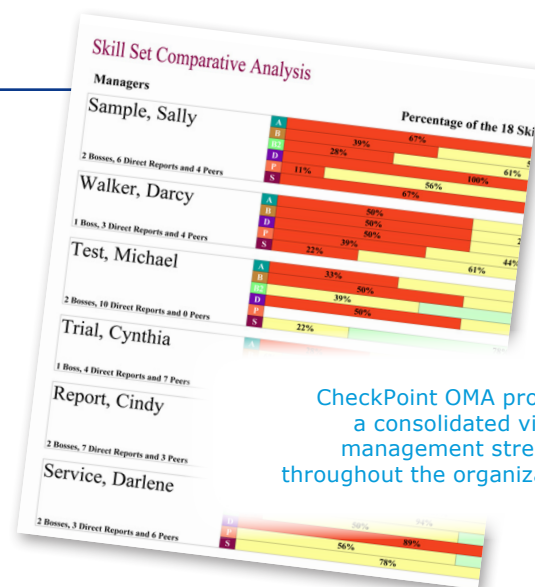 Skill Set Comparative Analysis
Managers
Percentage of the 18
Sample, Sally
A 67%
B 39%
B2 28% 61%
D 100%
P 11% 56%
S 67%
2 Bosses, 6 Direct Reports and 4 Peers
Walker, Darcy
A 50%
B 50%
D 50%
P 39% 44%
S 22% 61%
1 Boss, 3 Direct Reports and 4 Peers
Test, Michael
A 33%
B 50%
B2 39%
D
P 50%
S 22%
2 Bosses, 10 Direct Reports and 0 Peers
Trial, Cynthia
A
1 Boss, 4 Direct Reports and 7 Peers
Report, Cindy
2 Bosses, 7 Direct Reports and 3 Peers
Service, Darlene
D 50% 94%
P 56% 89%
S 78%
2 Bosses, 3 Direct Reports and 6 Peers
CheckPoint OMA
a consolidated
management
throughout the